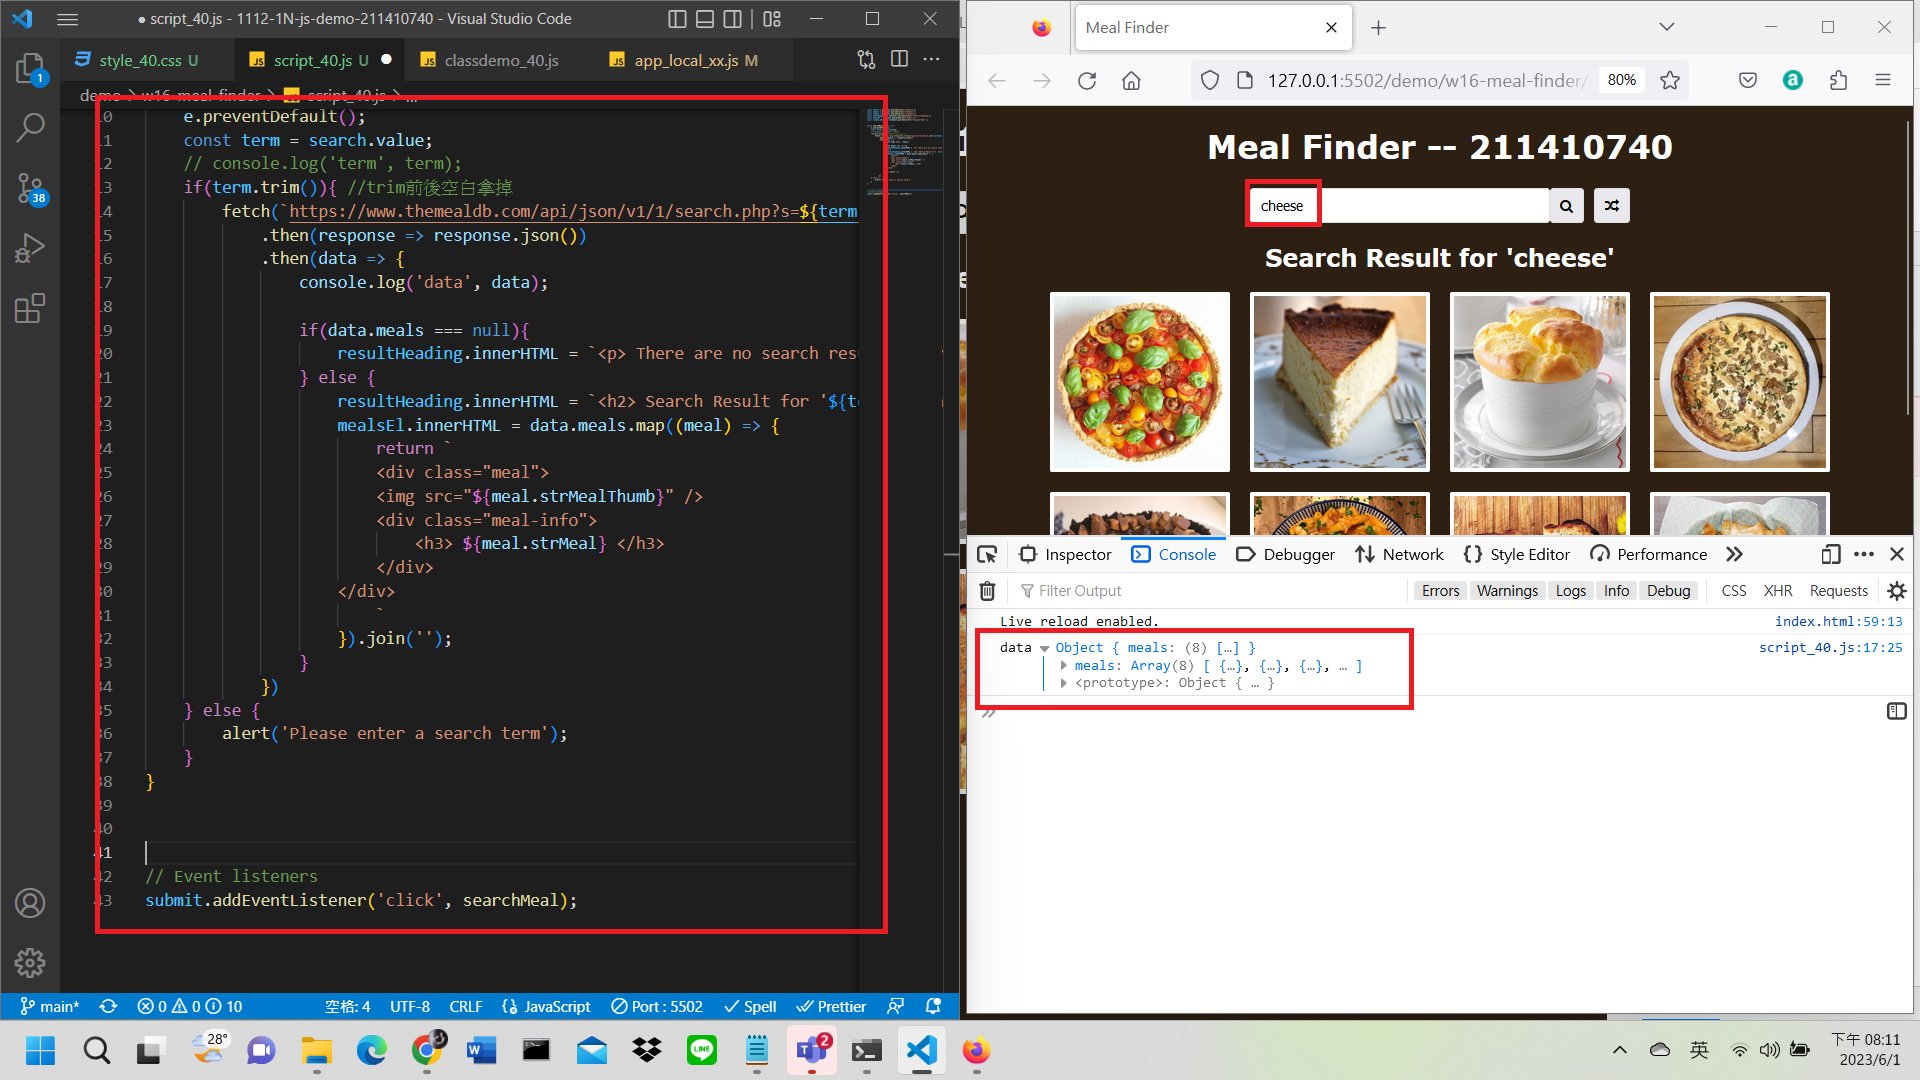 script_40.js - 1112-1N-js-demo-211410740 - Visual Studio Code
style_40.css U
script_40.js U
classdemo_40.js
app_local_xx.js M
demo > w16-meal-finder > script_40.js > ...
e.preventDefault();
11 const term = search.value;
12 // console.log('term', term);
13 if(term.trim()){ //trim前後空白拿掉
14 fetch(`https://www.themealdb.com/api/json/v1/1/search.php?s=${term
15 .then(response => response.json())
16 .then(data => {
17 console.log('data', data);
18
19 if(data.meals === null){
20 resultHeading.innerHTML = `<p> There are no search res
21 } else {
22 resultHeading.innerHTML = `<h2> Search Result for '${te
23 mealsEl.innerHTML = data.meals.map((meal) => {
24 return `
25 <div class="meal">
26 <img src="${meal.strMealThumb}" />
27 <div class="meal-info">
28 <h3> ${meal.strMeal} </h3>
29 </div>
30 </div>
31 `
32 }).join('');
33 }
34 })
35 } else {
36 alert('Please enter a search term');
37 }
38 }
39
40
41
42 // Event listeners
43 submit.addEventListener('click', searchMeal);
1
38
main*
0 0 10
空格: 4
UTF-8
CRLF
{} JavaScript
Port : 5502
Spell
Prettier
Meal Finder
127.0.0.1:5502/demo/w16-meal-finder/
80%
Meal Finder -- 211410740
cheese
Search Result for 'cheese'
Inspector
Console
Debugger
Network
Style Editor
Performance
Filter Output
Errors
Warnings
Logs
Info
Debug
CSS
XHR
Requests
Live reload enabled.
index.html:59:13
data Object { meals: (8) […] }
script_40.js:17:25
meals: Array(8) [ {…}, {…}, {…}, … ]
<prototype>: Object { … }
28°
2
英
下午 08:11
2023/6/1